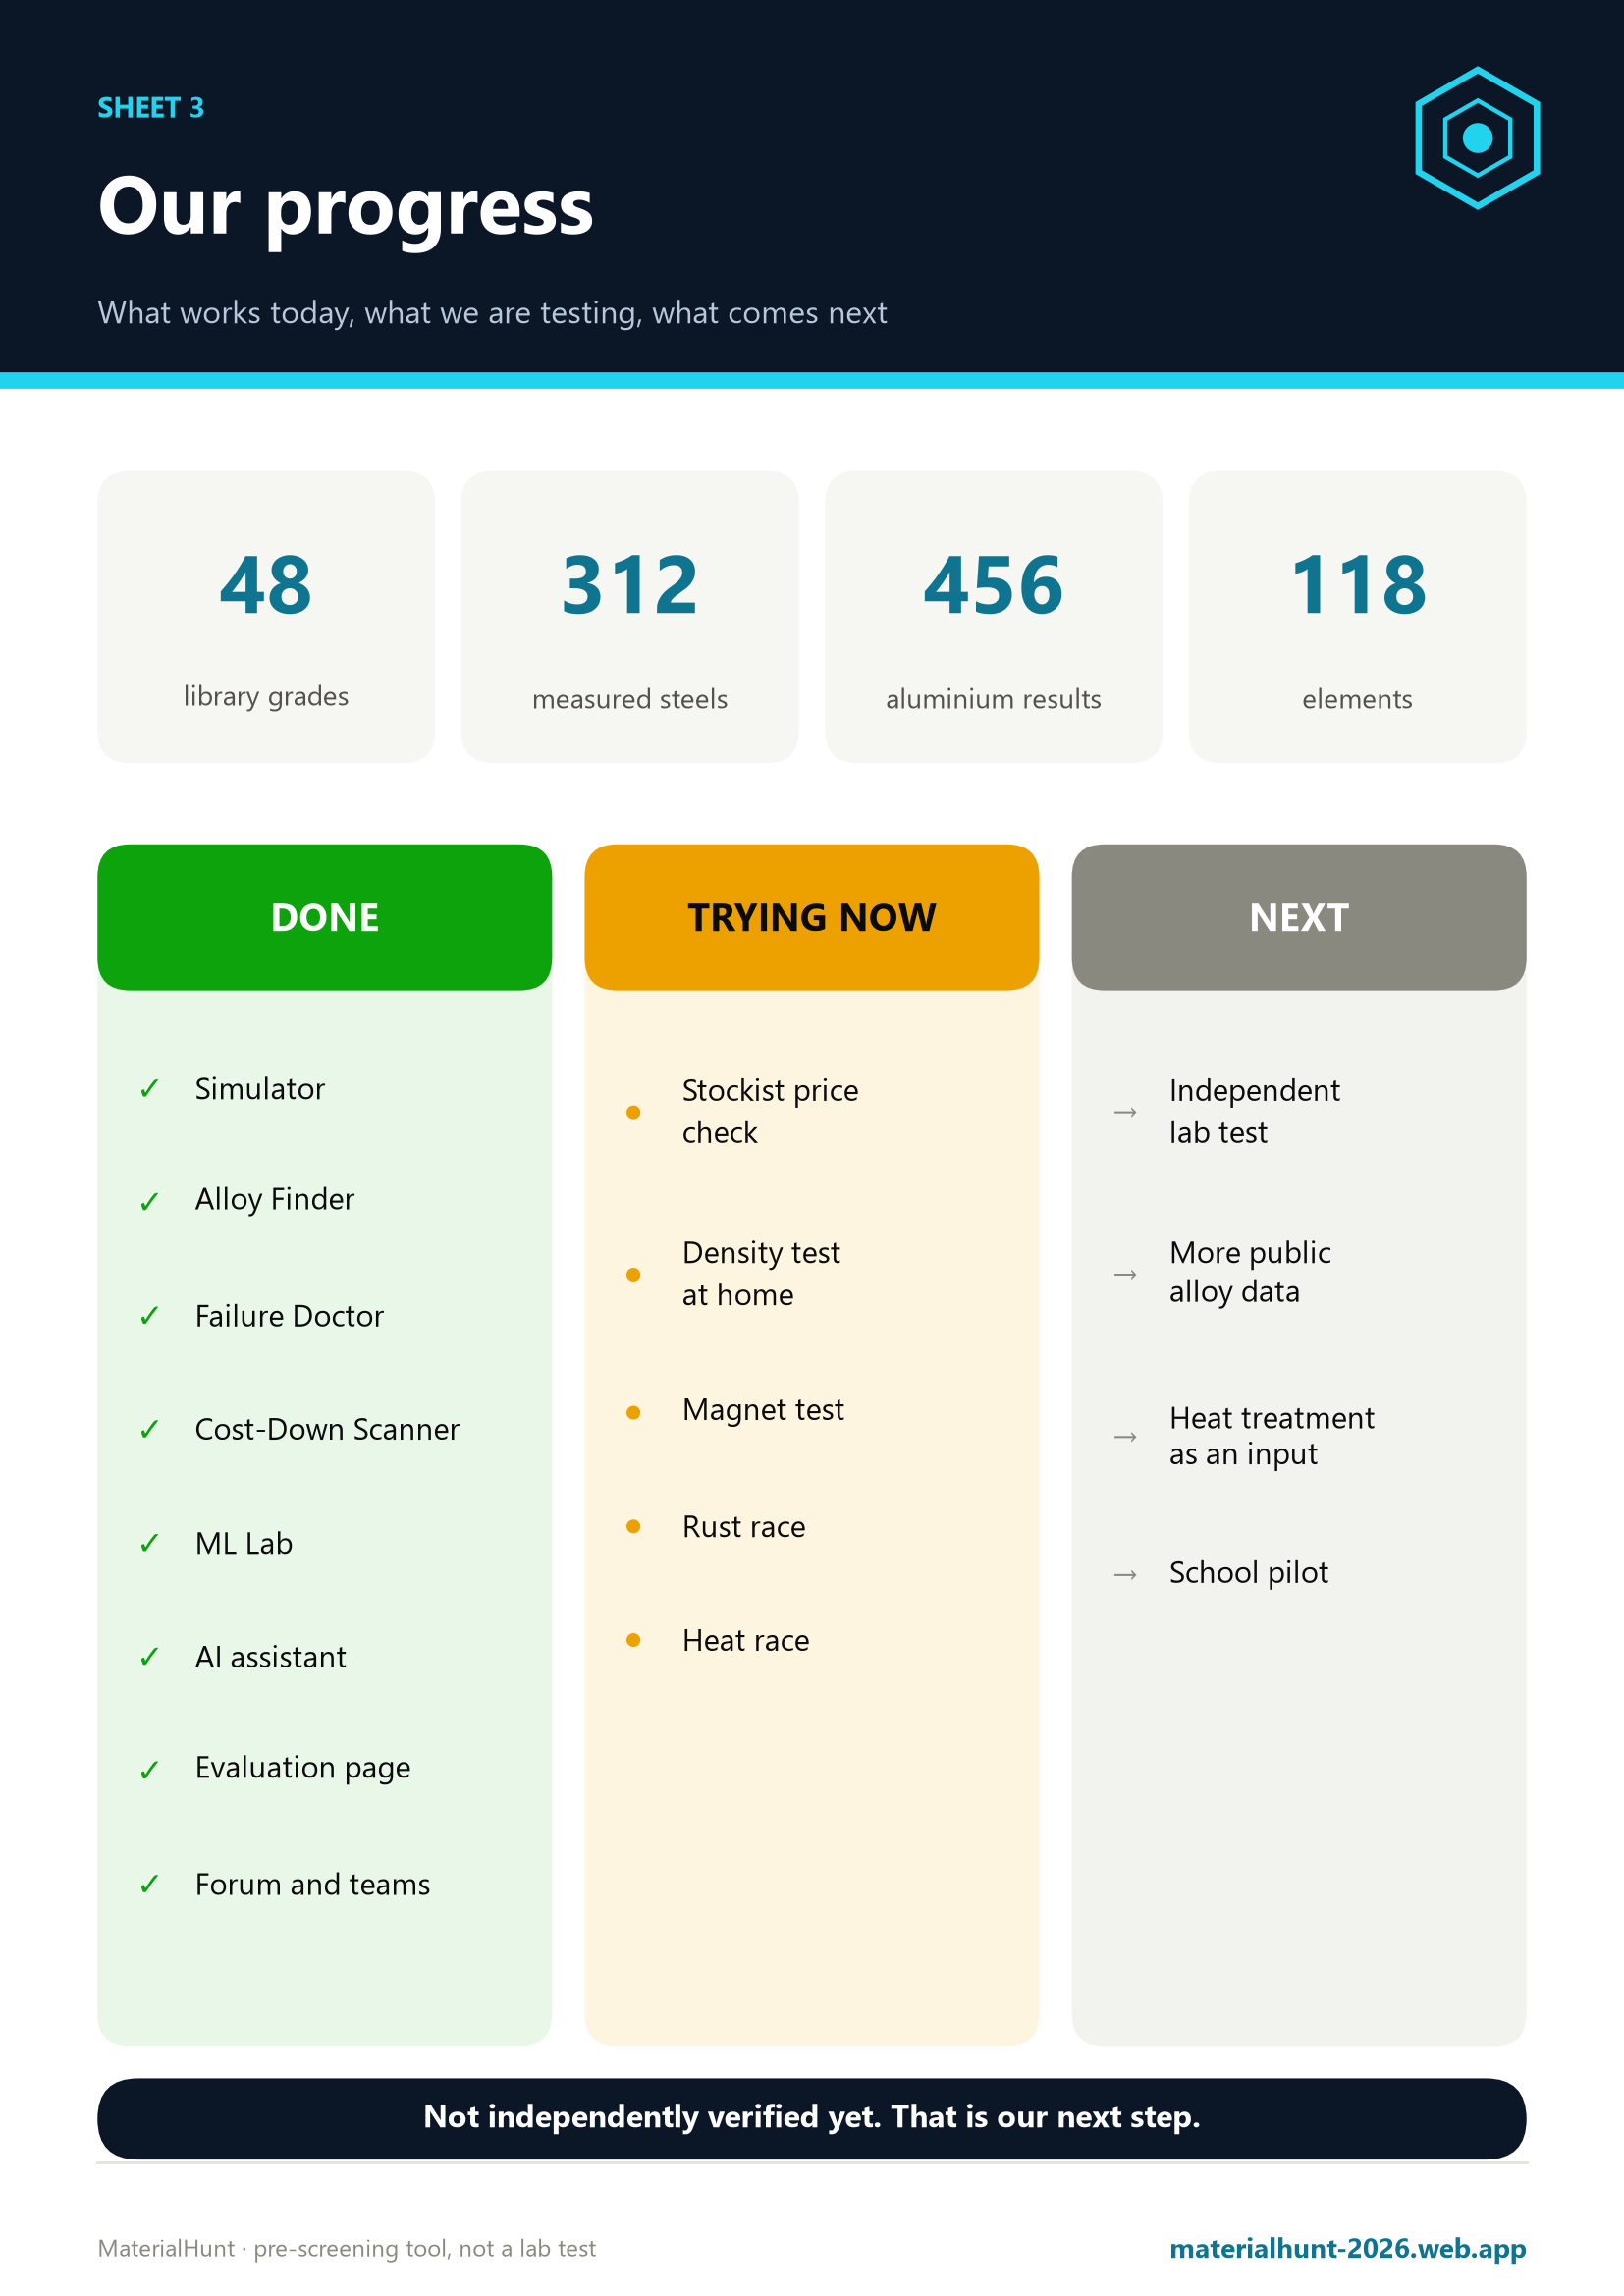 SHEET 3
Our progress
What works today, what we are testing, what comes next
48
library grades
312
measured steels
456
aluminium results
118
elements
DONE
✓ Simulator
✓ Alloy Finder
✓ Failure Doctor
✓ Cost-Down Scanner
✓ ML Lab
✓ AI assistant
✓ Evaluation page
✓ Forum and teams
TRYING NOW
● Stockist price
check
● Density test
at home
● Magnet test
● Rust race
● Heat race
NEXT
→ Independent
lab test
→ More public
alloy data
→ Heat treatment
as an input
→ School pilot
Not independently verified yet. That is our next step.
MaterialHunt · pre-screening tool, not a lab test
materialhunt-2026.web.app